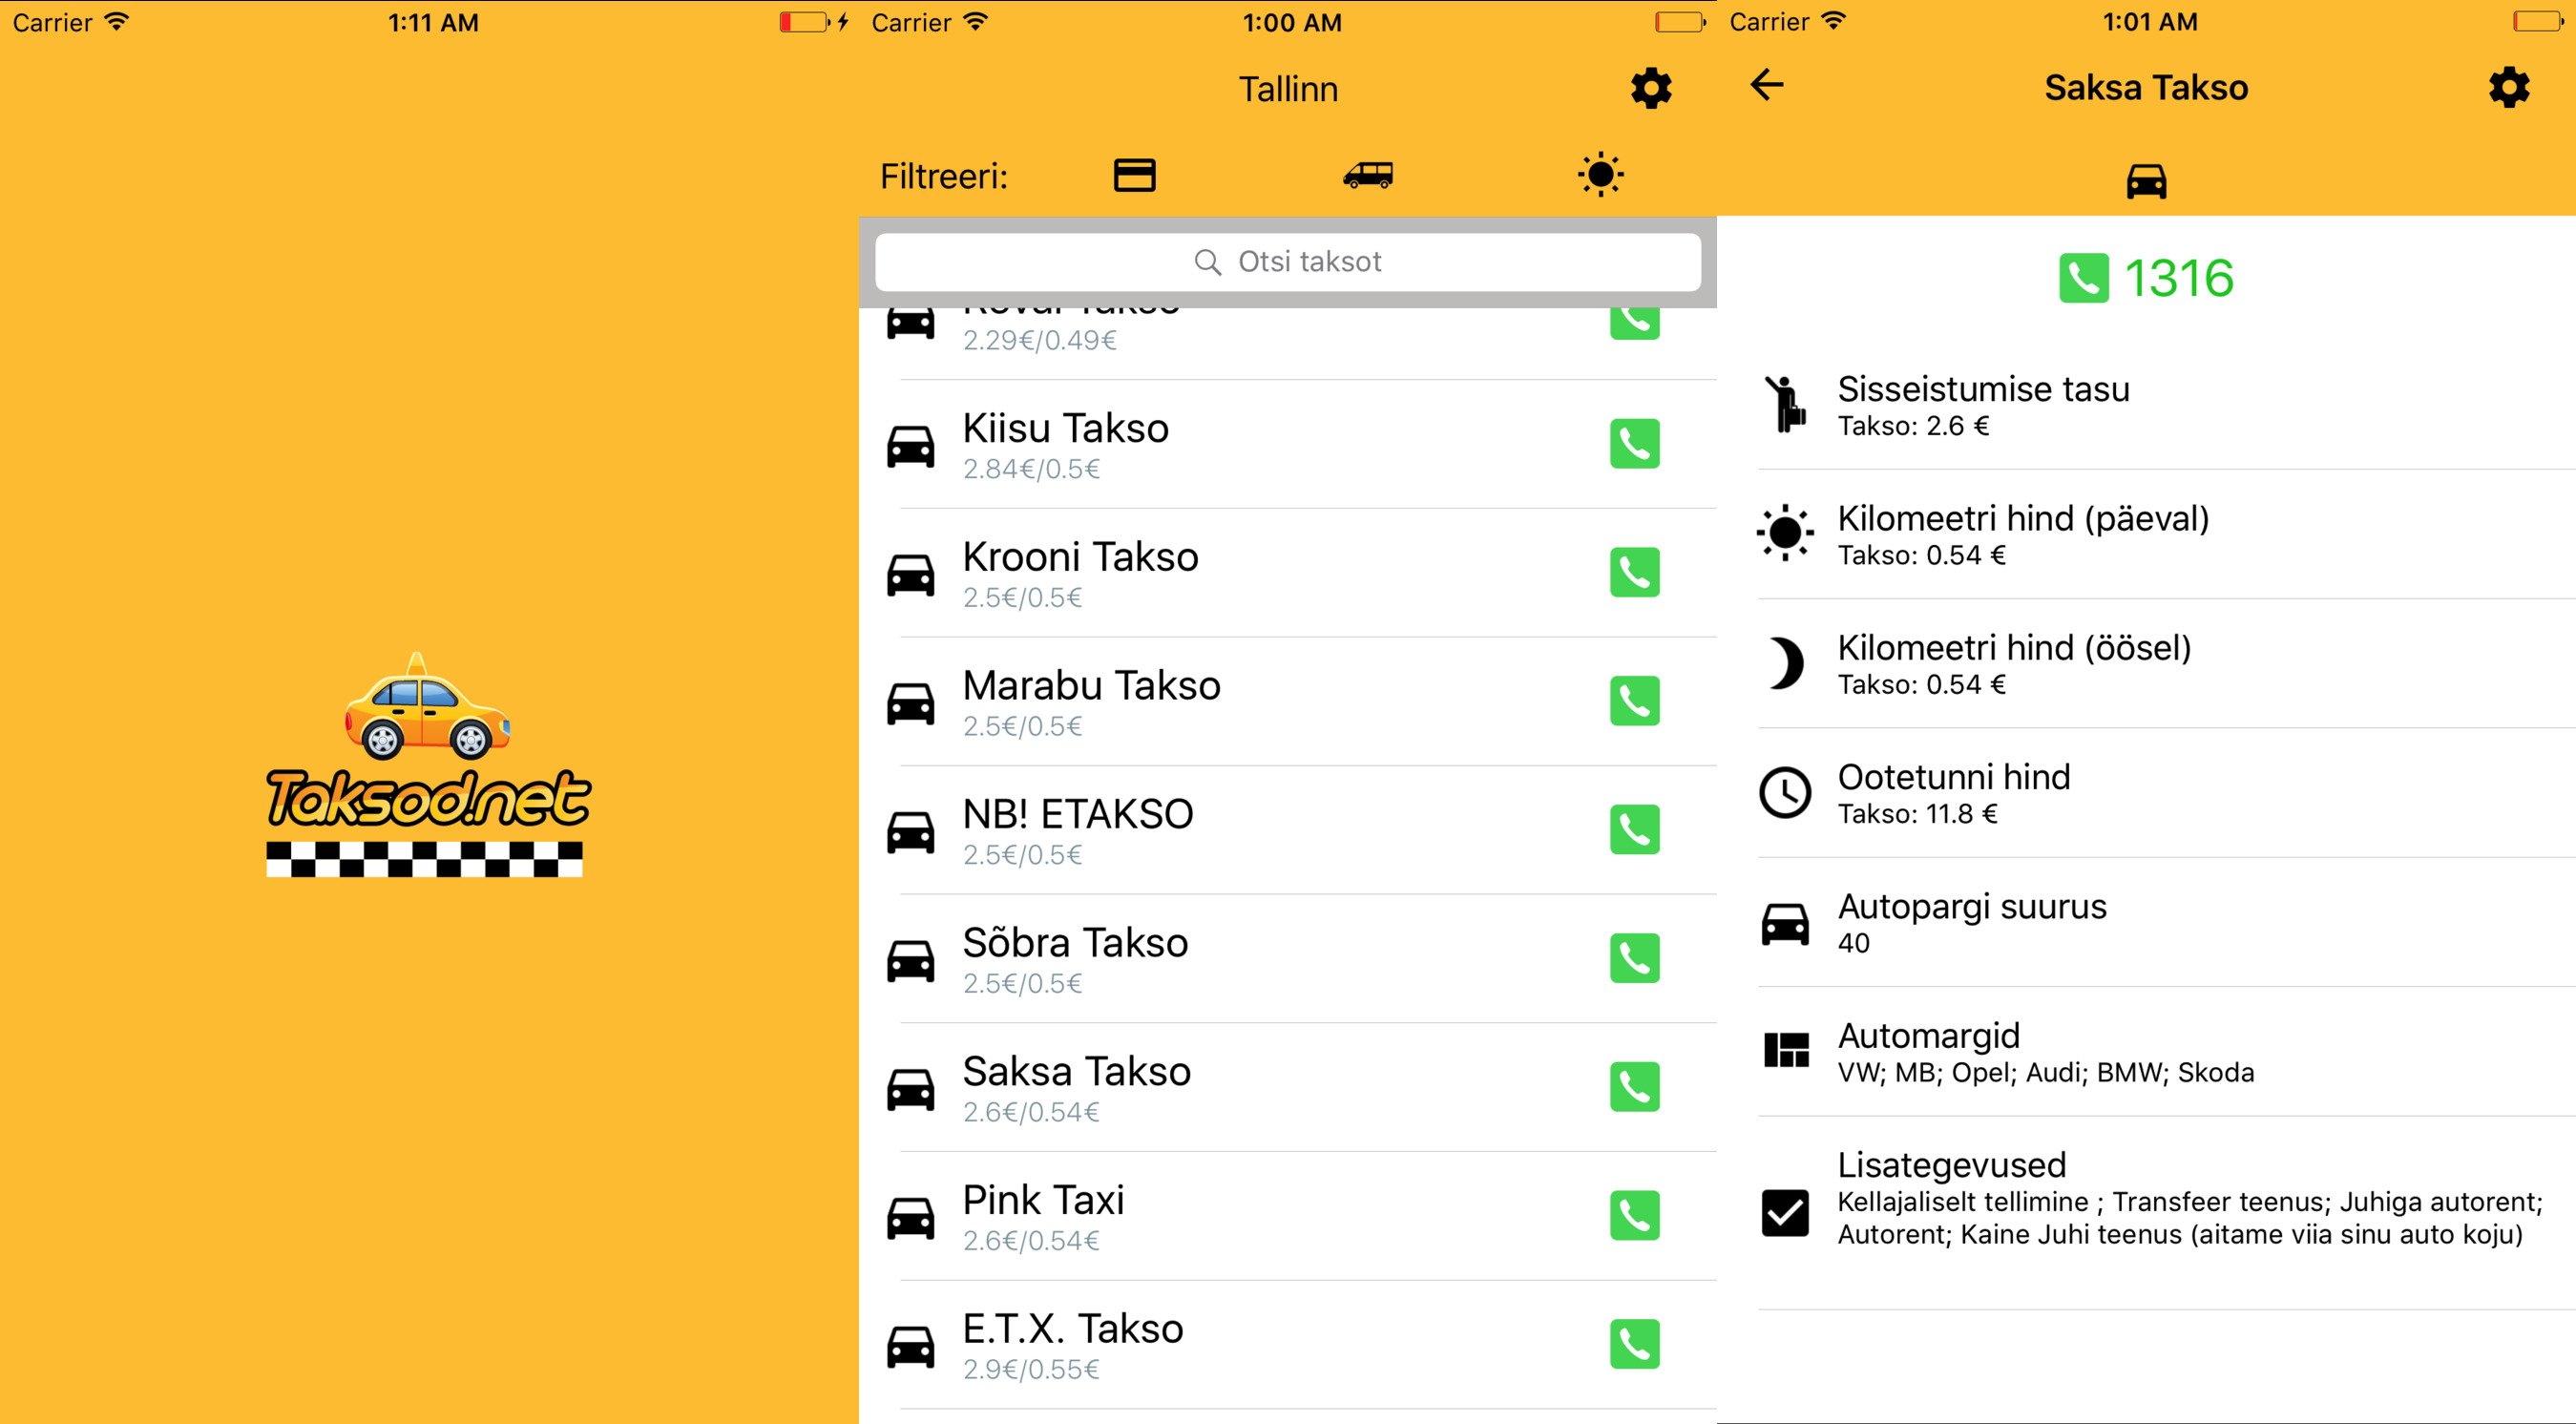 Carrier 1:11 AM
Taksod.net
Carrier 1:00 AM
Tallinn
Filtreeri:
Otsi taksot
Takso
2.29€/0.49€
Kiisu Takso
2.84€/0.5€
Krooni Takso
2.5€/0.5€
Marabu Takso
2.5€/0.5€
NB! ETAKSO
2.5€/0.5€
Sõbra Takso
2.5€/0.5€
Saksa Takso
2.6€/0.54€
Pink Taxi
2.6€/0.54€
E.T.X. Takso
2.9€/0.55€
Carrier 1:01 AM
Saksa Takso
1316
Sisseistumise tasu
Takso: 2.6 €
Kilomeetri hind (päeval)
Takso: 0.54 €
Kilomeetri hind (öösel)
Takso: 0.54 €
Ootetunni hind
Takso: 11.8 €
Autopargi suurus
40
Automargid
VW; MB; Opel; Audi; BMW; Skoda
Lisategevused
Kellajaliselt tellimine ; Transfeer teenus; Juhiga autorent;
Autorent; Kaine Juhi teenus (aitame viia sinu auto koju)